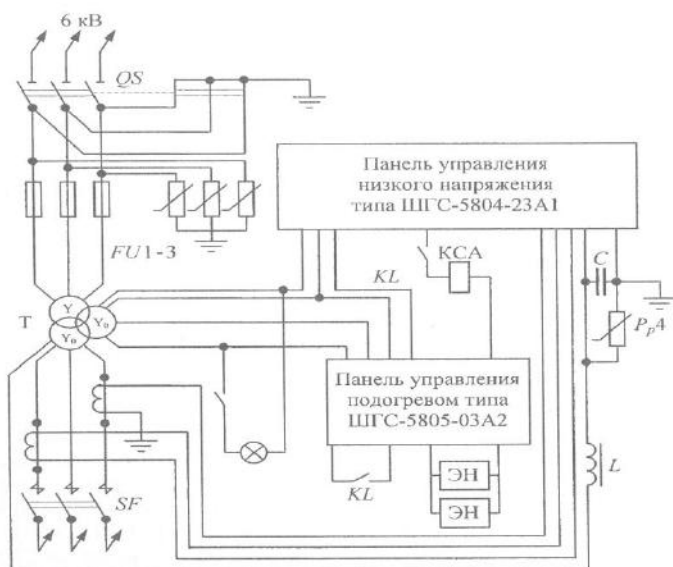 6 кВ
QS
Панель управления
низкого напряжения
типа ШГС-5804-23А1
FU1-3
КСА
KL
C
Рр4
Т
Y
Y0
Y0
Панель управления
подогревом типа
ШГС-5805-03А2
L
KL
ЭН
ЭН
SF